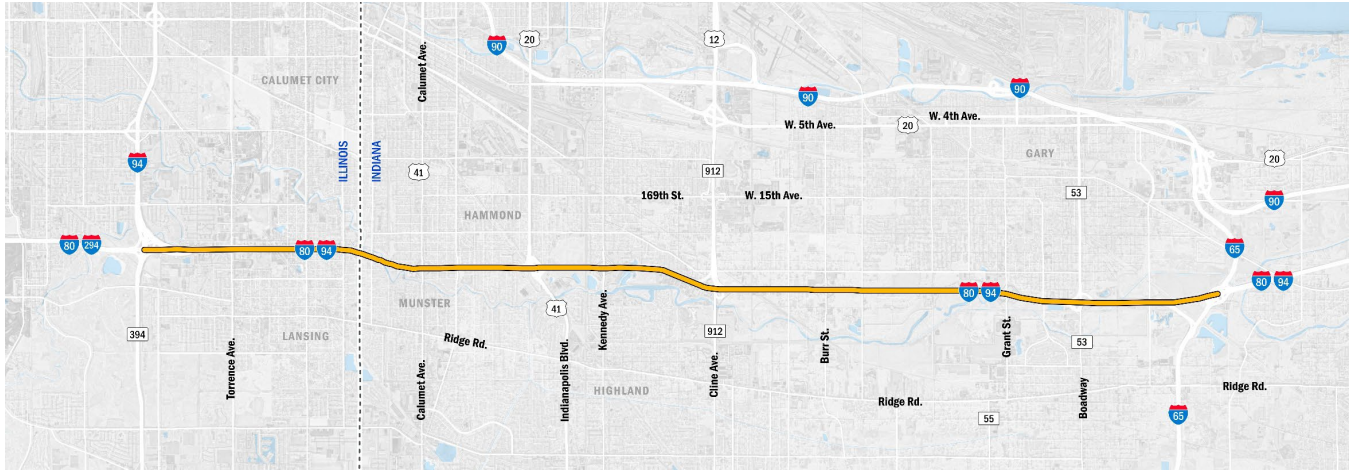 90
20
12
Calumet Ave.
CALUMET CITY
90
90
W. 5th Ave.
20
W. 4th Ave.
94
ILLINOIS
INDIANA
41
GARY
20
912
169th St.
W. 15th Ave.
53
90
HAMMOND
80 294
80 94
65
80 94
80 94
MUNSTER
41
Kennedy Ave.
394
LANSING
Torrence Ave.
Ridge Rd.
912
Burr St.
Grant St.
53
Calumet Ave.
Indianapolis Blvd.
HIGHLAND
Cline Ave.
Ridge Rd.
Boadway
Ridge Rd.
55
65